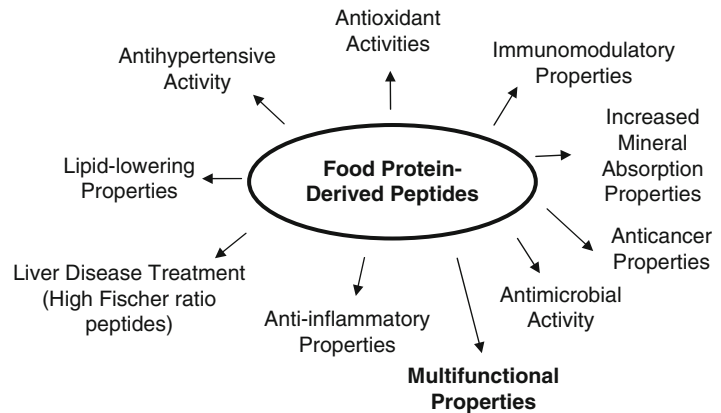 Antioxidant
Activities
Antihypertensive
Activity
Immunomodulatory
Properties
Increased
Mineral
Absorption
Properties
Lipid-lowering
Properties
Food Protein-
Derived Peptides
Anticancer
Properties
Liver Disease Treatment
(High Fischer ratio
peptides)
Antimicrobial
Activity
Anti-inflammatory
Properties
Multifunctional
Properties